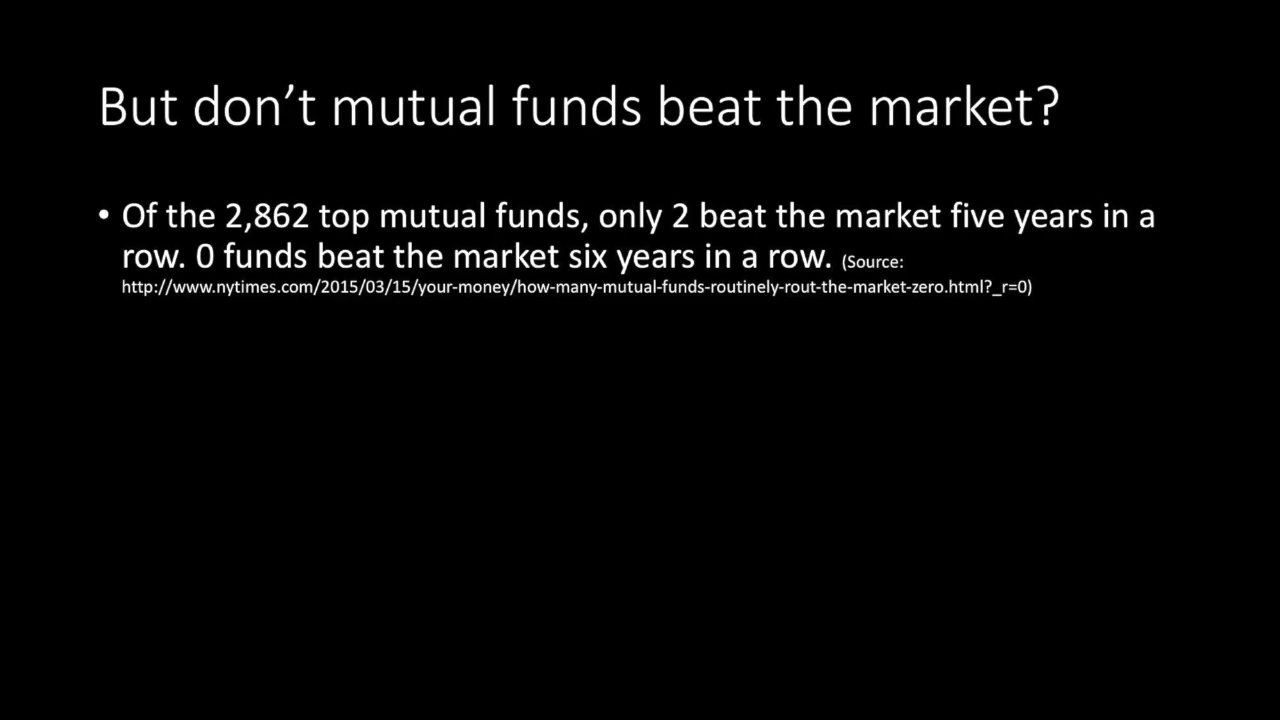 But don’t mutual funds beat the market?
• Of the 2,862 top mutual funds, only 2 beat the market five years in a
row. 0 funds beat the market six years in a row. (Source:
http://www.nytimes.com/2015/03/15/your-money/how-many-mutual-funds-routinely-rout-the-market-zero.html?_r=0)